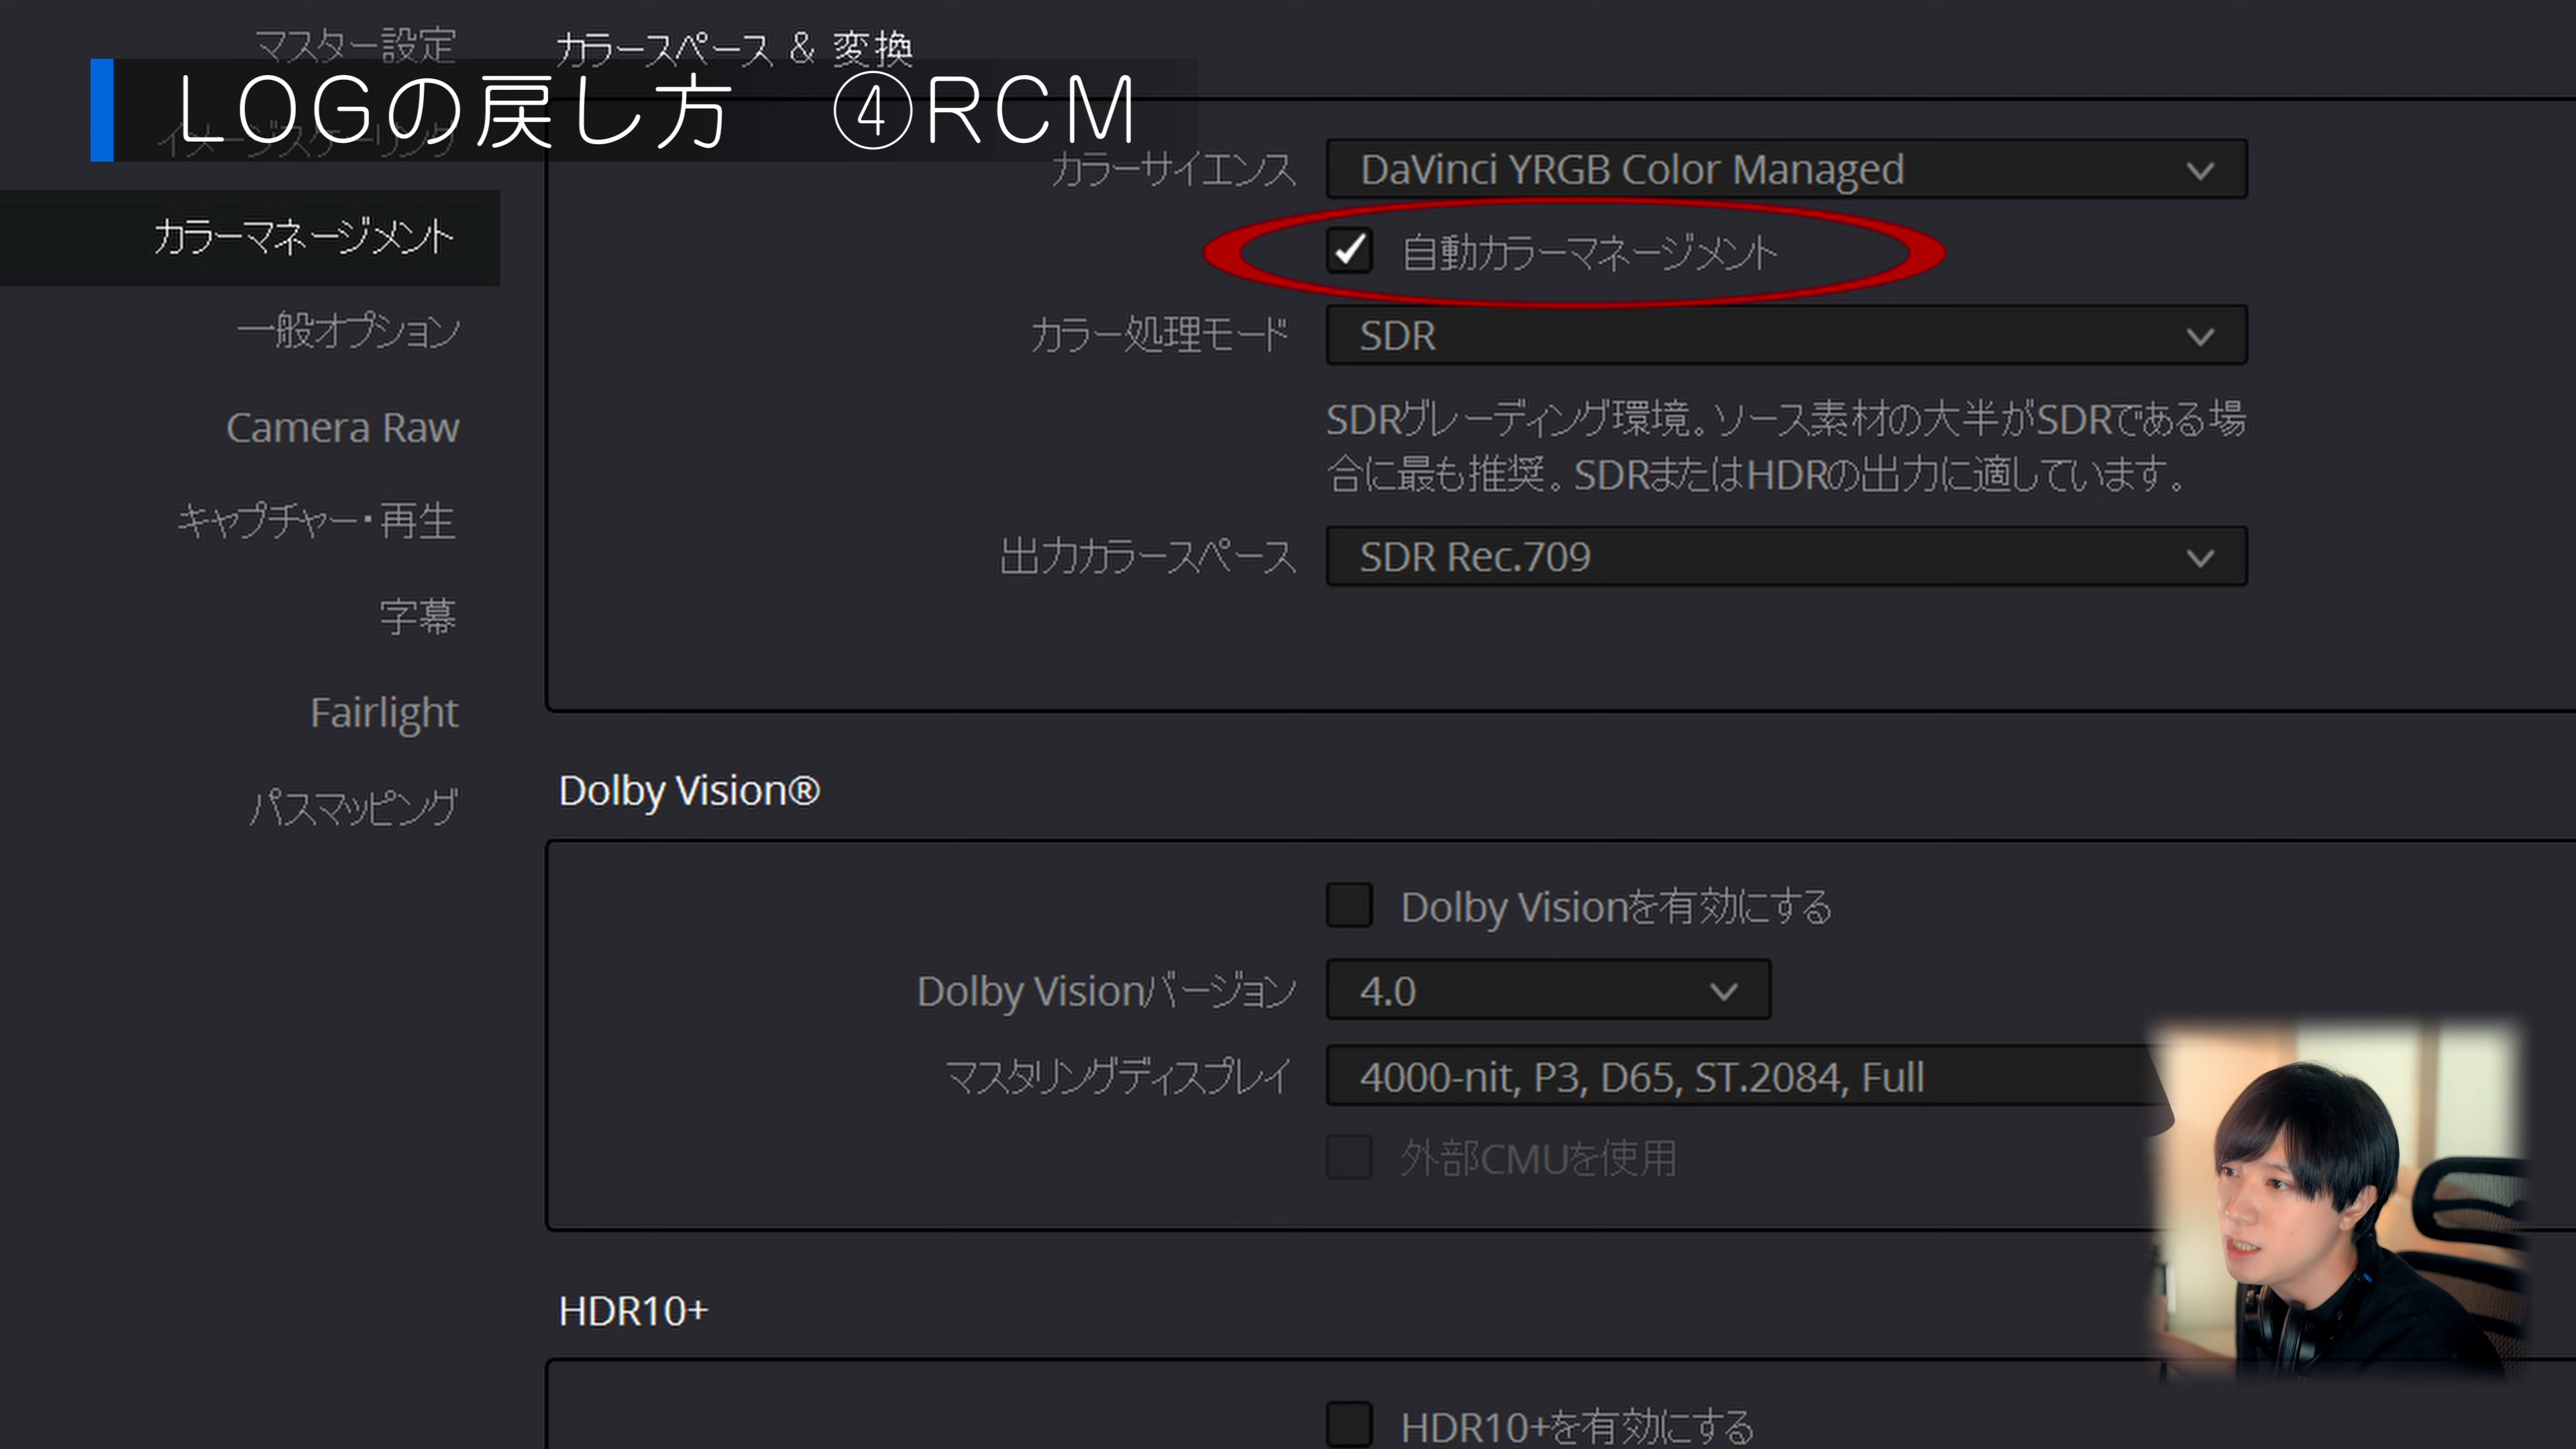 マスター設定
カラースペース & 変換
LOGの戻し方 ④RCM
イメージスケーリング
カラーサイエンス DaVinci YRGB Color Managed
カラーマネージメント
自動カラーマネージメント
一般オプション
カラー処理モード SDR
Camera Raw
SDRグレーディング環境。ソース素材の大半がSDRである場
合に最も推奨。SDRまたはHDRの出力に適しています。
キャプチャー・再生
出力カラースペース SDR Rec.709
字幕
Fairlight
パスマッピング
Dolby Vision®
Dolby Visionを有効にする
Dolby Visionバージョン 4.0
マスタリングディスプレイ 4000-nit, P3, D65, ST.2084, Full
外部CMUを使用
HDR10+
HDR10+を有効にする